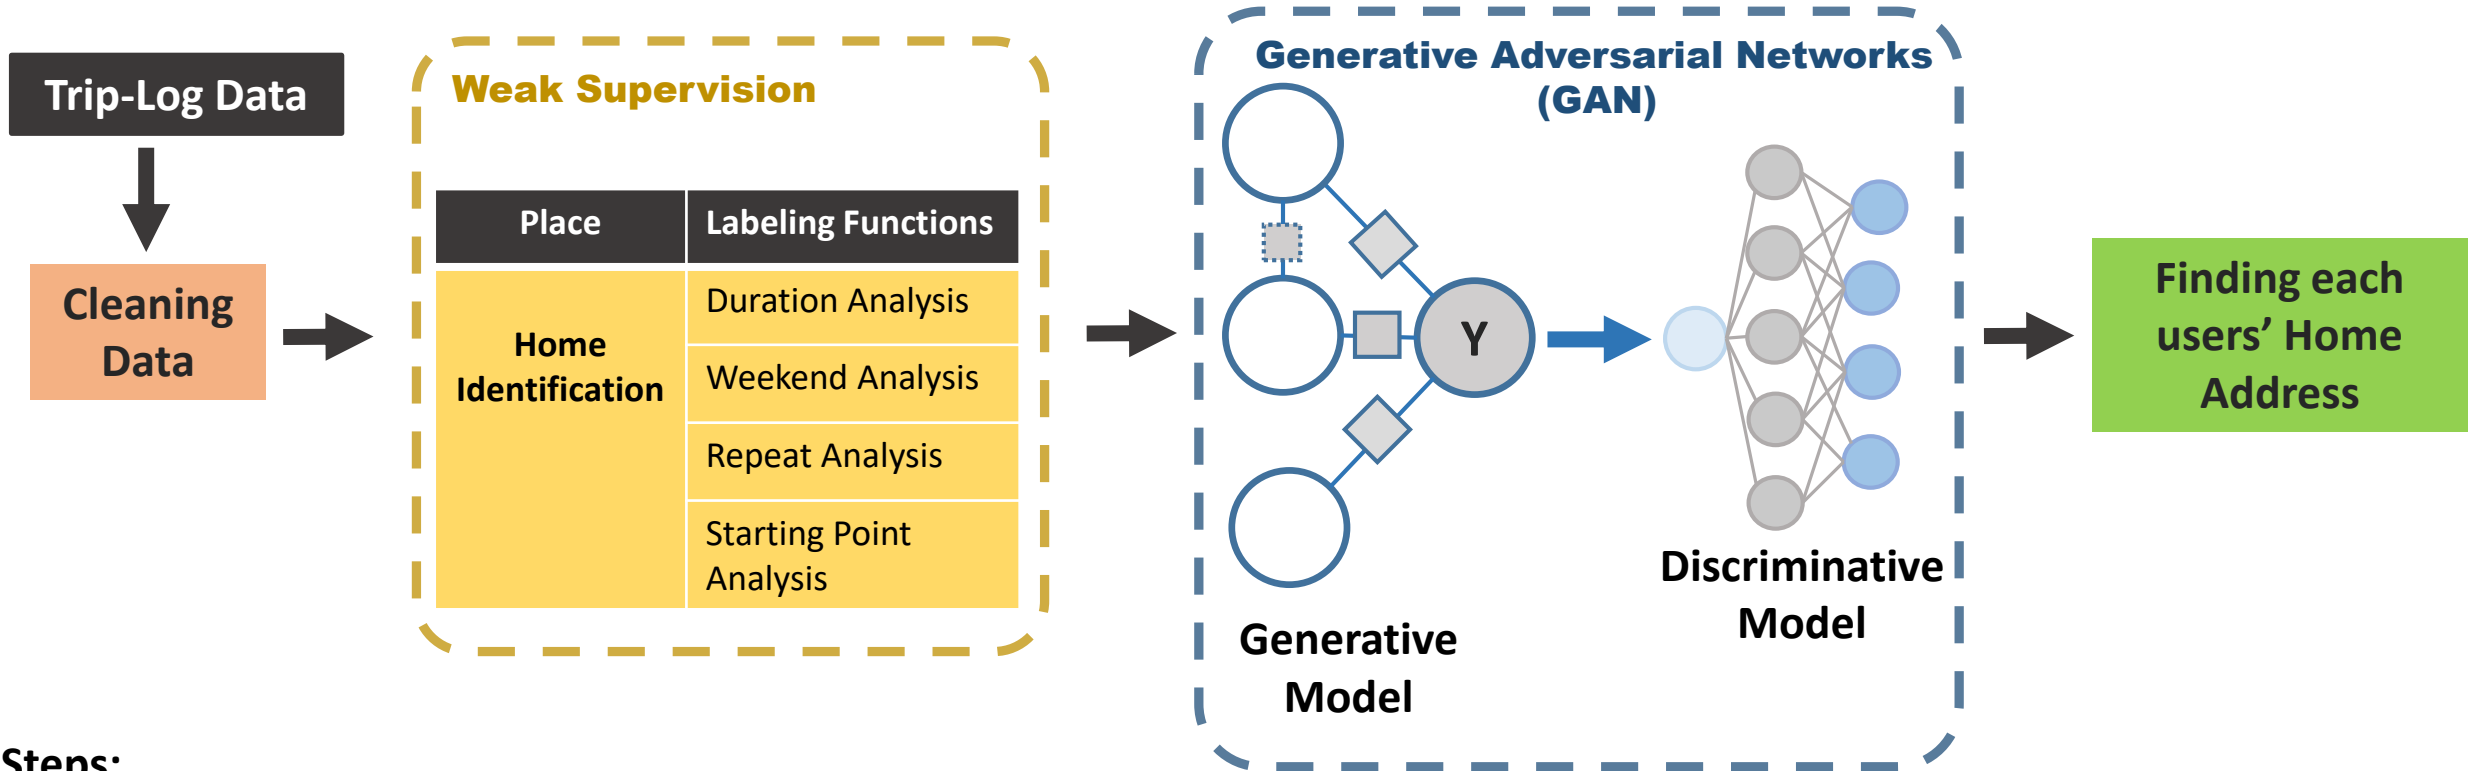 Trip-Log Data
Cleaning
Data
Weak Supervision
Place
Labeling Functions
Home
Identification
Duration Analysis
Weekend Analysis
Repeat Analysis
Starting Point
Analysis
Generative Adversarial Networks
(GAN)
Y
Generative
Model
Discriminative
Model
Finding each
users’ Home
Address
Steps: